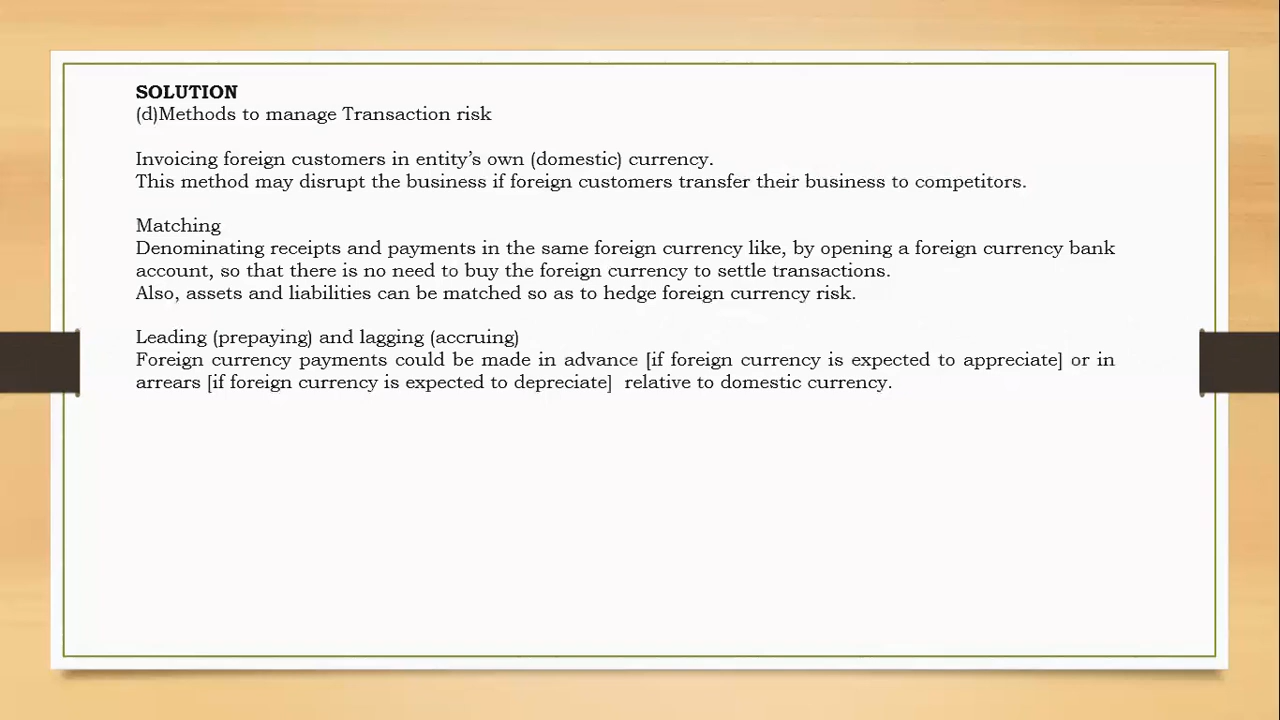 SOLUTION
(d)Methods to manage Transaction risk
Invoicing foreign customers in entity’s own (domestic) currency.
This method may disrupt the business if foreign customers transfer their business to competitors.
Matching
Denominating receipts and payments in the same foreign currency like, by opening a foreign currency bank
account, so that there is no need to buy the foreign currency to settle transactions.
Also, assets and liabilities can be matched so as to hedge foreign currency risk.
Leading (prepaying) and lagging (accruing)
Foreign currency payments could be made in advance [if foreign currency is expected to appreciate] or in
arrears [if foreign currency is expected to depreciate]  relative to domestic currency.